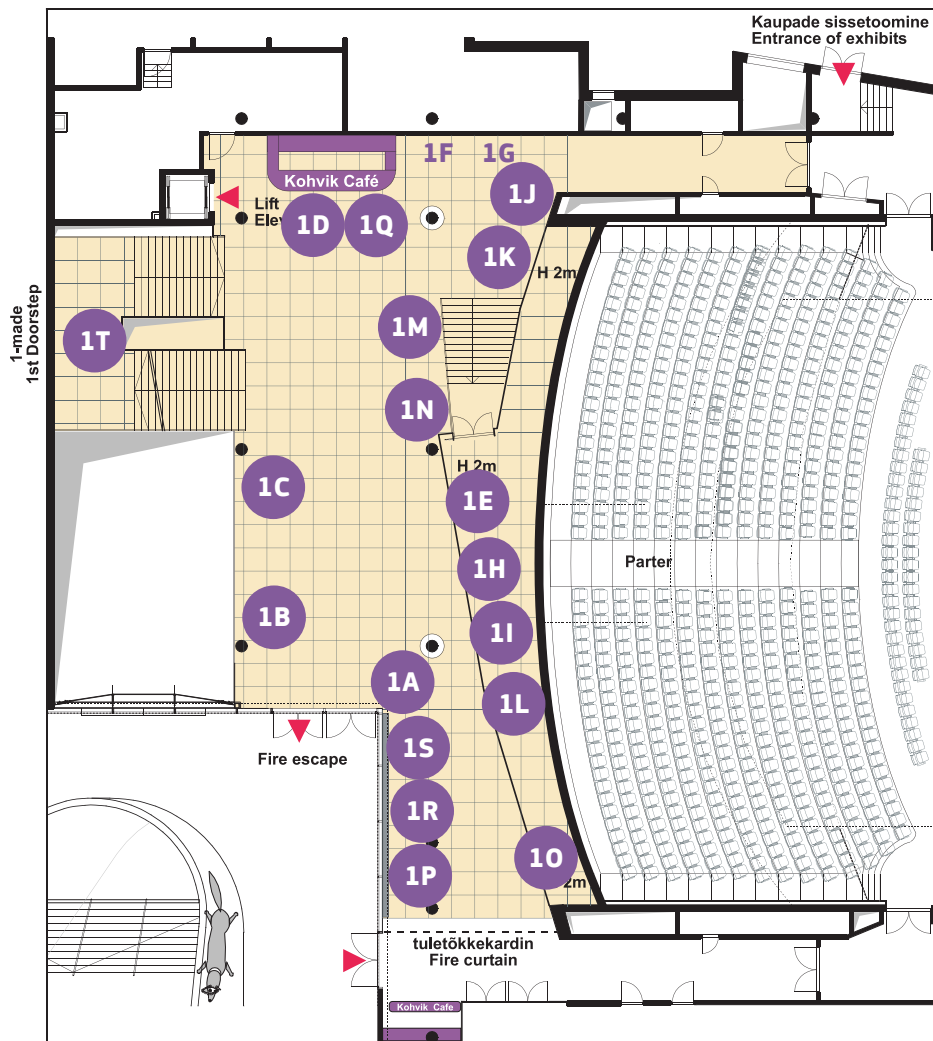 Kaupade sissetoomine
Entrance of exhibits
1F
1G
Kohvik Café
1J
Lift
Elev
1D
1Q
1K
H 2m
1-made
1st Doorstep
1T
1M
1N
H 2m
1C
1E
Parter
1H
1B
1I
1A
1L
1S
Fire escape
1R
1O
1P
2m
tuletõkkekardin
Fire curtain
Kohvik Cafe